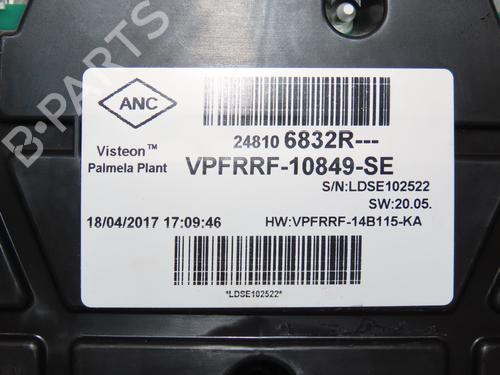 ANC
Visteon™
Palmela Plant
24810 6832R---
VPFRRF-10849-SE
S/N:LDSE102522
SW:20.05.
18/04/2017 17:09:46
HW:VPFRRF-14B115-KA
*LDSE102522*
B-PARTS